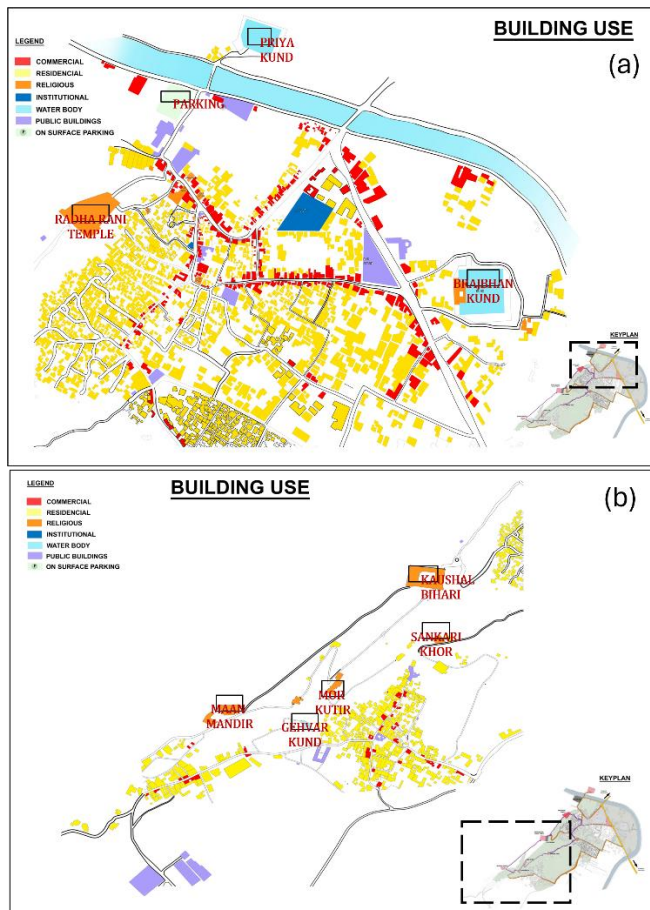 BUILDING USE
(a)
LEGEND
COMMERCIAL
RESIDENCIAL
RELIGIOUS
INSTITUTIONAL
WATER BODY
PUBLIC BUILDINGS
ON SURFACE PARKING
PRIYA
KUND
PARKING
RADHA RANI
TEMPLE
BRAJBHAN
KUND
KEYPLAN
BUILDING USE
(b)
LEGEND
COMMERCIAL
RESIDENCIAL
RELIGIOUS
INSTITUTIONAL
WATER BODY
PUBLIC BUILDINGS
ON SURFACE PARKING
KAUSHAL
BIHARI
SANKARI
KHOR
MOR
KUTIR
MAAN
MANDIR
GEHVAR
KUND
KEYPLAN